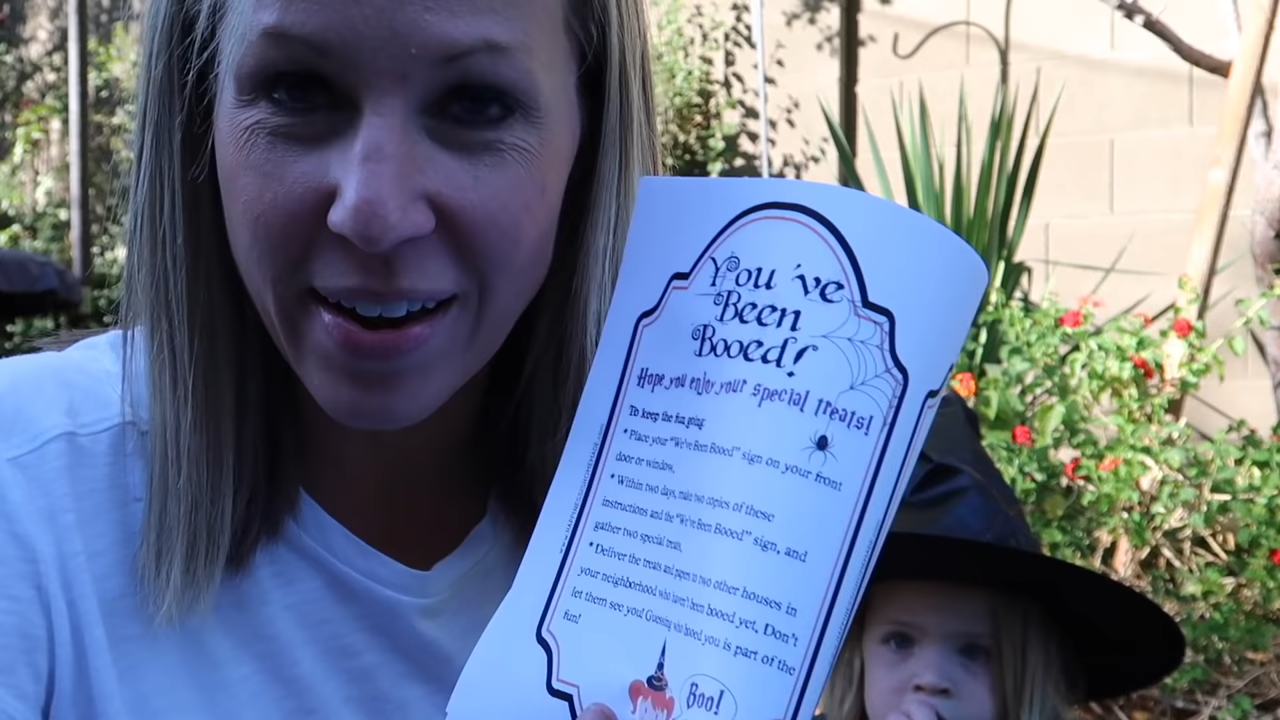 You 've
Been
Booed!
Hope you enjoy your special treats!
To keep the fun going:
* Place your "We've Been Booed" sign on your front
door or window.
* Within two days, make two copies of these
instructions and the "We've Been Booed" sign, and
gather two special treats.
* Deliver the treats and papers to two other houses in
your neighborhood who haven't been booed yet. Don't
let them see you! Guessing who booed you is part of the
fun!
Boo!
WWW.HAPPINESSISHOMEMADE.COM